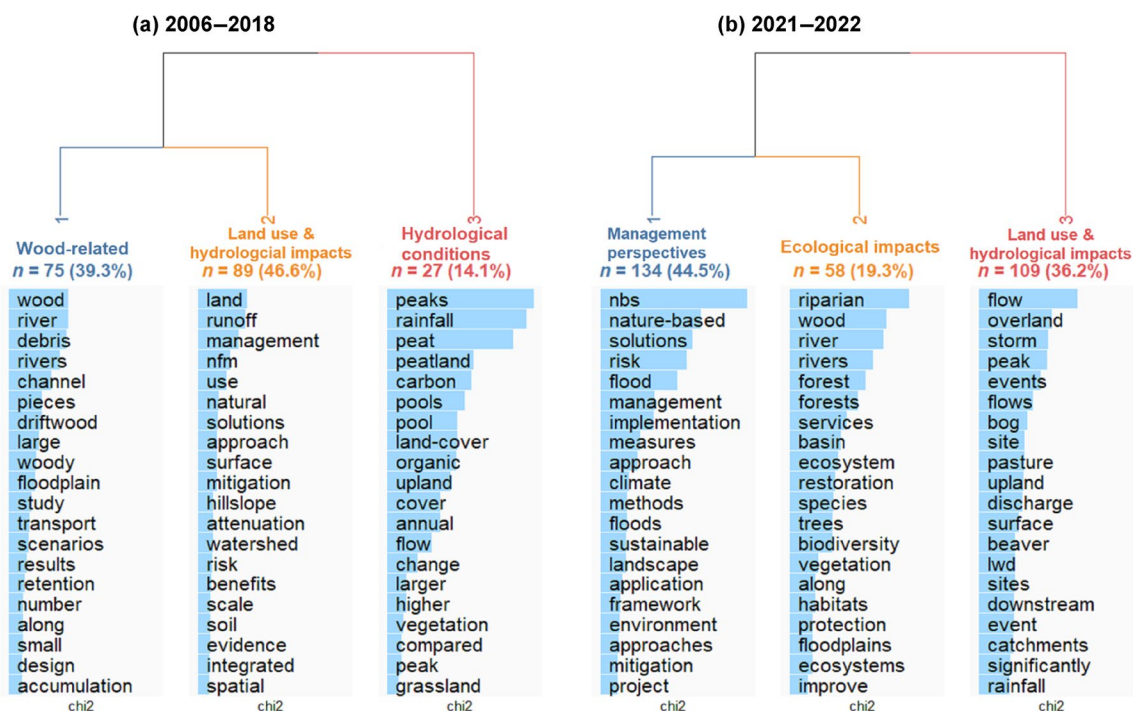 (a) 2006–2018
1
Wood-related
n = 75 (39.3%)
wood
river
debris
rivers
channel
pieces
driftwood
large
woody
floodplain
study
transport
scenarios
results
retention
number
along
small
design
accumulation
chi2
2
Land use &
hydrologcial impacts
n = 89 (46.6%)
land
runoff
management
nfm
use
natural
solutions
approach
surface
mitigation
hillslope
attenuation
watershed
risk
benefits
scale
soil
evidence
integrated
spatial
chi2
3
Hydrological
conditions
n = 27 (14.1%)
peaks
rainfall
peat
peatland
carbon
pools
pool
land-cover
organic
upland
cover
annual
flow
change
larger
higher
vegetation
compared
peak
grassland
chi2
(b) 2021–2022
1
Management
perspectives
n = 134 (44.5%)
nbs
nature-based
solutions
risk
flood
management
implementation
measures
approach
climate
methods
floods
sustainable
landscape
application
framework
environment
approaches
mitigation
project
chi2
2
Ecological impacts
n = 58 (19.3%)
riparian
wood
river
rivers
forest
forests
services
basin
ecosystem
restoration
species
trees
biodiversity
vegetation
along
habitats
protection
floodplains
ecosystems
improve
chi2
3
Land use &
hydrologcal impacts
n = 109 (36.2%)
flow
overland
storm
peak
events
flows
bog
site
pasture
upland
discharge
surface
beaver
lwd
sites
downstream
event
catchments
significantly
rainfall
chi2